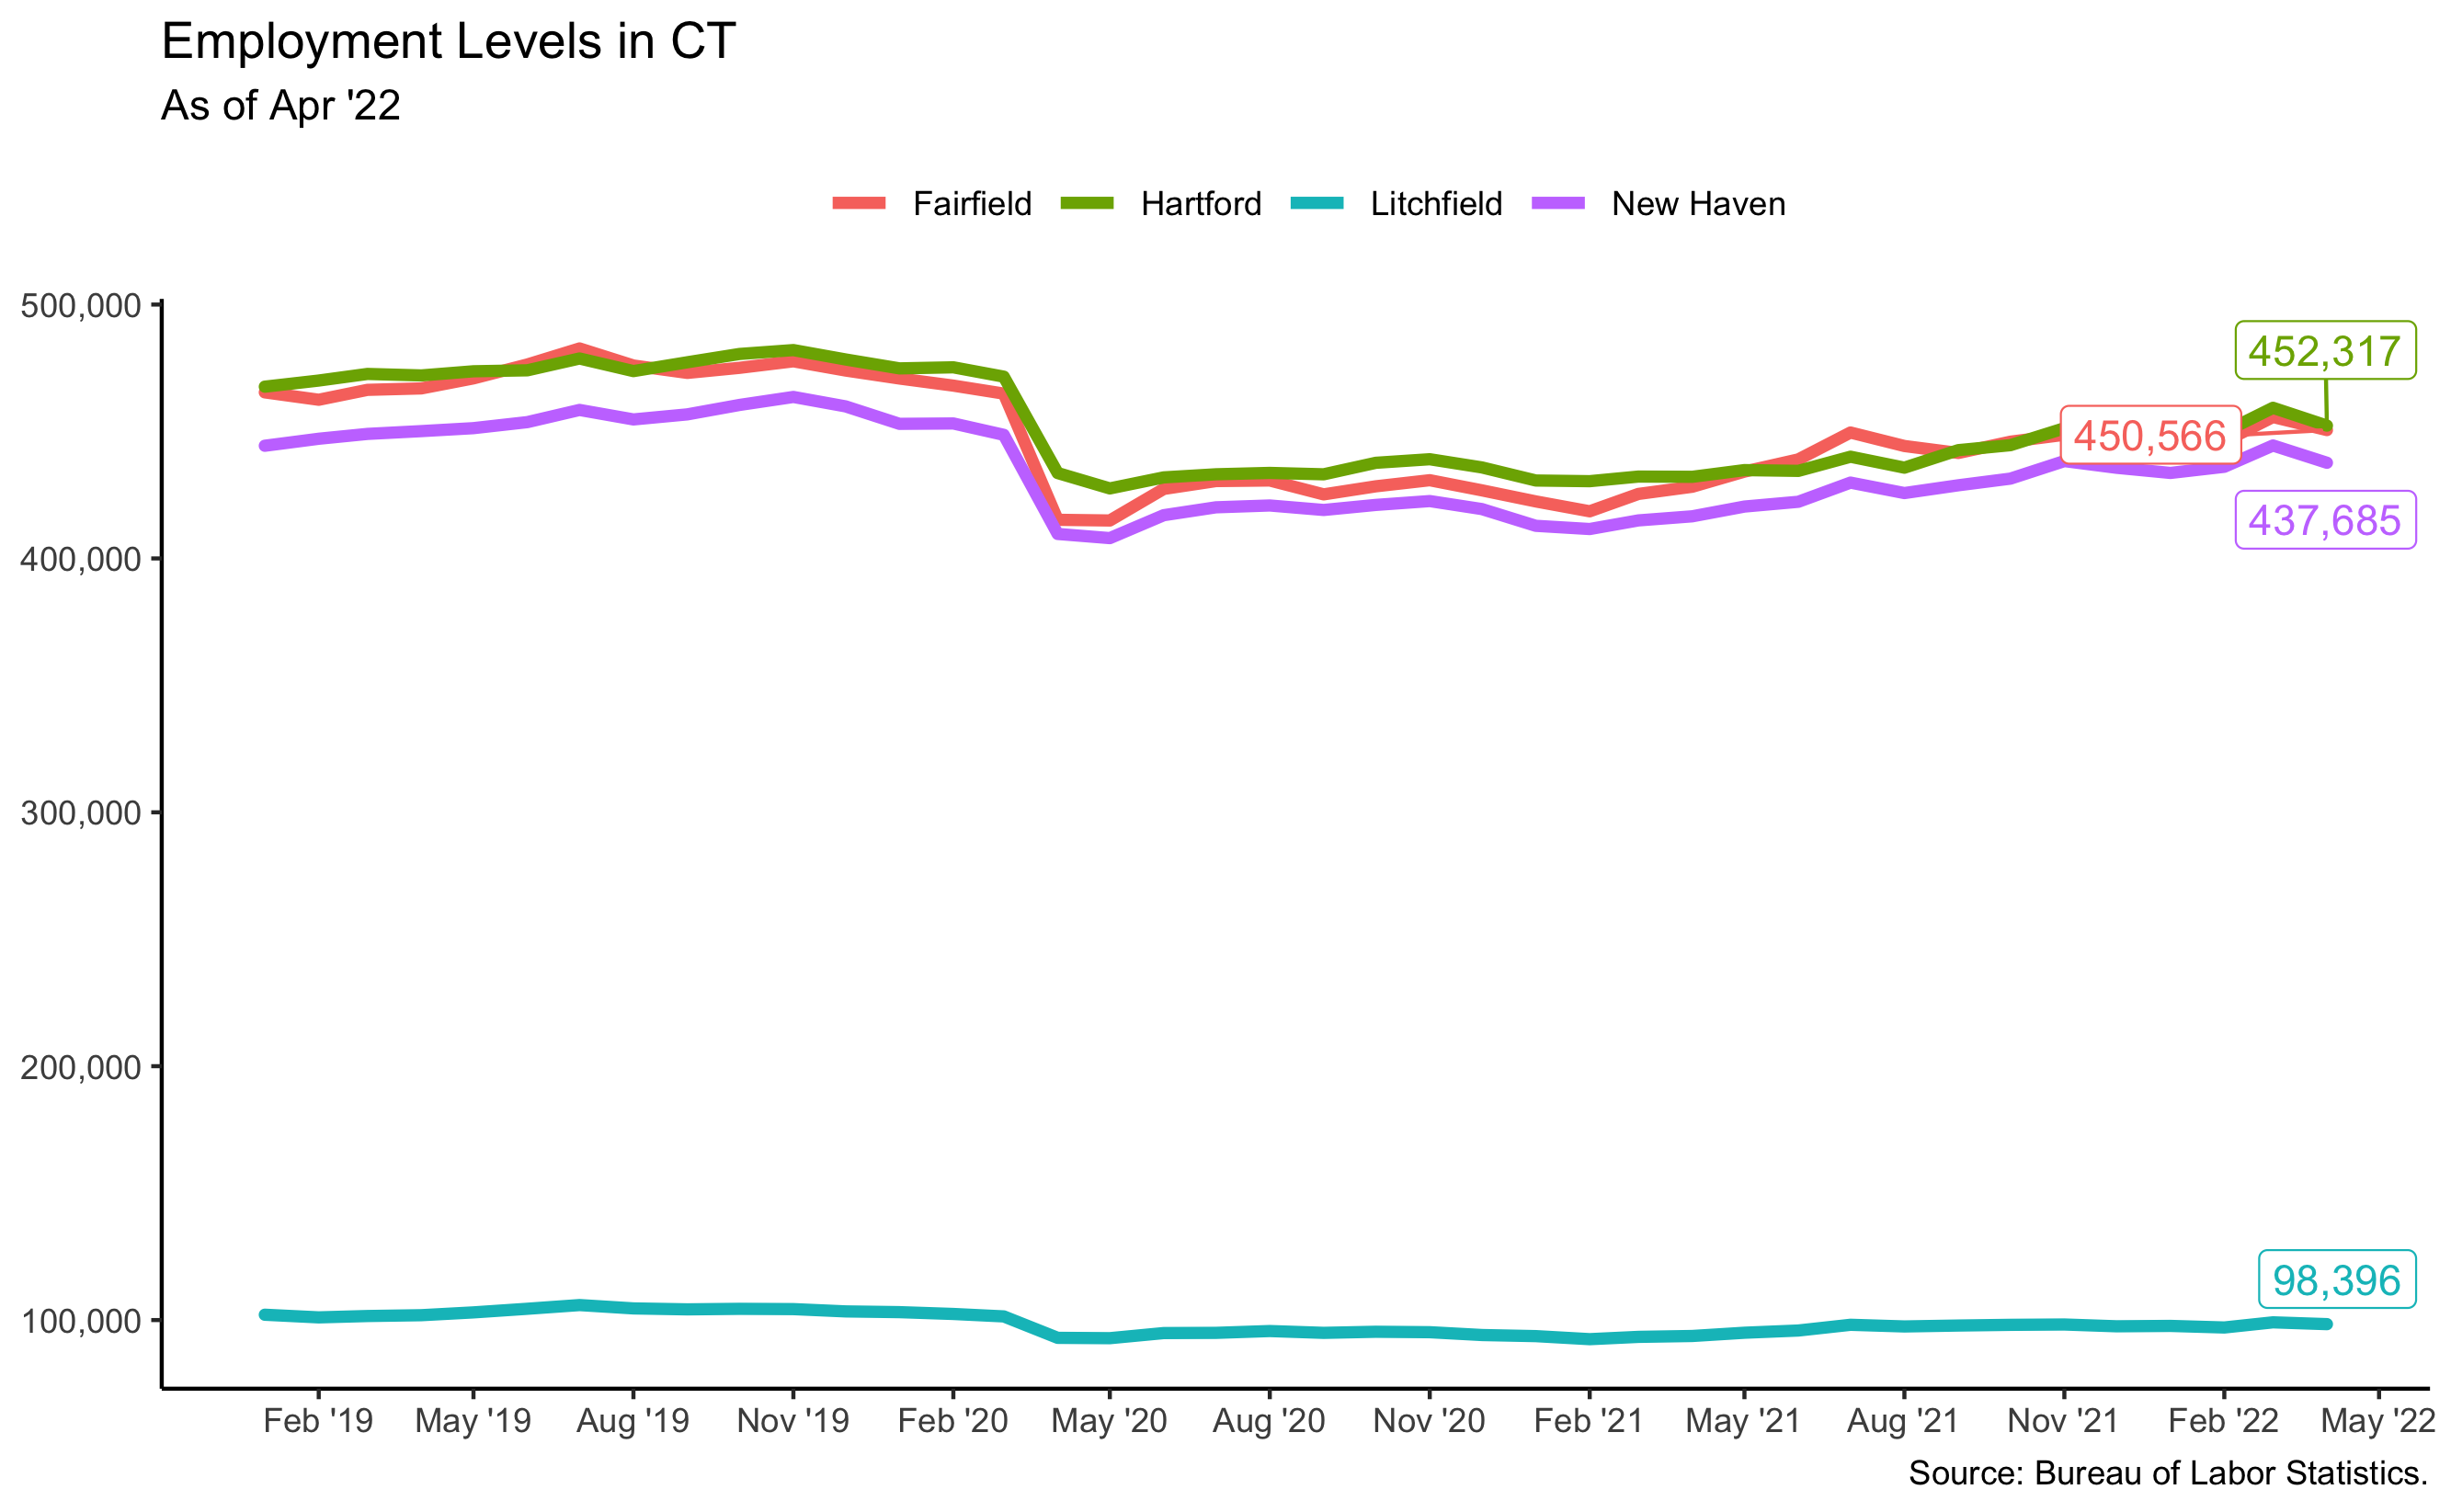 Employment Levels in CT
As of Apr '22
Fairfield Hartford Litchfield New Haven
500,000
452,317
450,566
437,685
400,000
300,000
200,000
98,396
100,000
Feb '19 May '19 Aug '19 Nov '19 Feb '20 May '20 Aug '20 Nov '20 Feb '21 May '21 Aug '21 Nov '21 Feb '22 May '22
Source: Bureau of Labor Statistics.